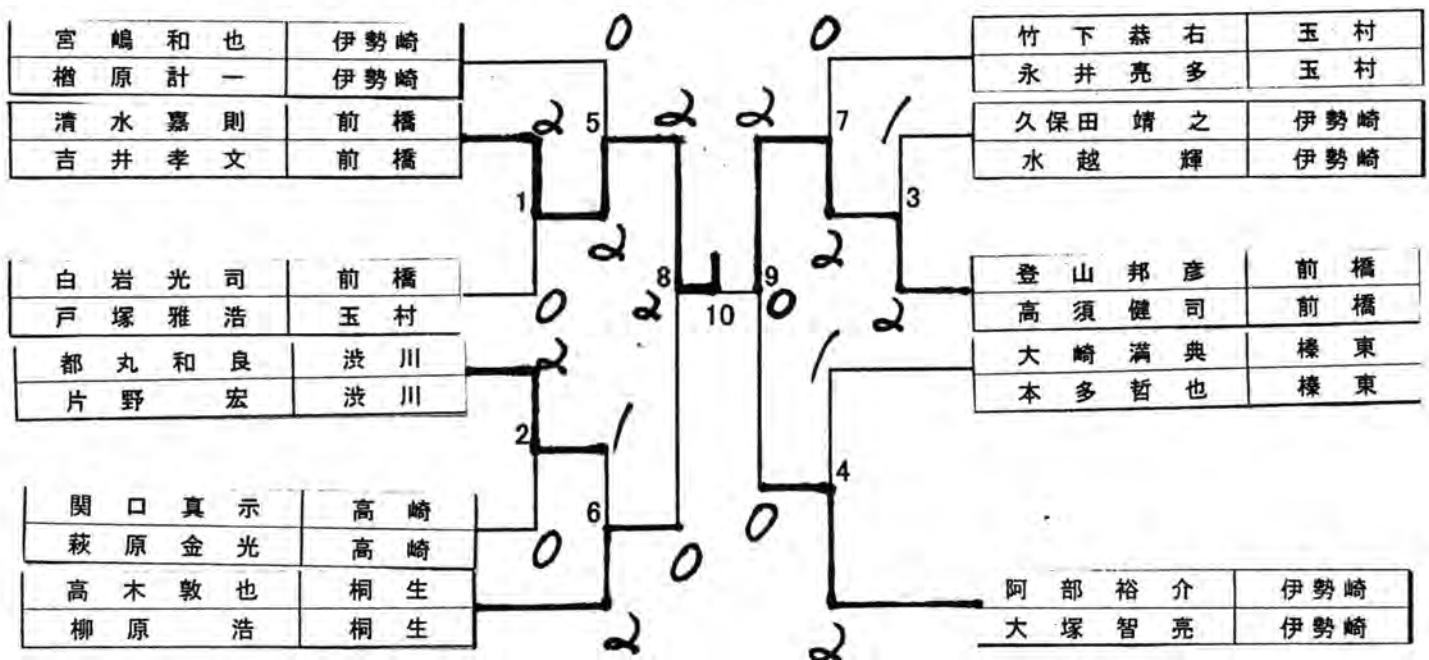 宮嶋和也 伊勢崎
楢原計一 伊勢崎
清水嘉則 前橋
吉井孝文 前橋
白岩光司 前橋
戸塚雅浩 玉村
都丸和良 渋川
片野宏 渋川
関口真示 高崎
萩原金光 高崎
高木敦也 桐生
柳原浩 桐生
0
2
5
2
1
2
0
8
2
2
2
1
6
0
0
2
10
0
2
7
1
3
9
2
2
0
1
4
0
2
竹下恭右 玉村
永井亮多 玉村
久保田靖之 伊勢崎
水越輝 伊勢崎
登山邦彦 前橋
高須健司 前橋
大崎満典 榛東
本多哲也 榛東
阿部裕介 伊勢崎
大塚智亮 伊勢崎